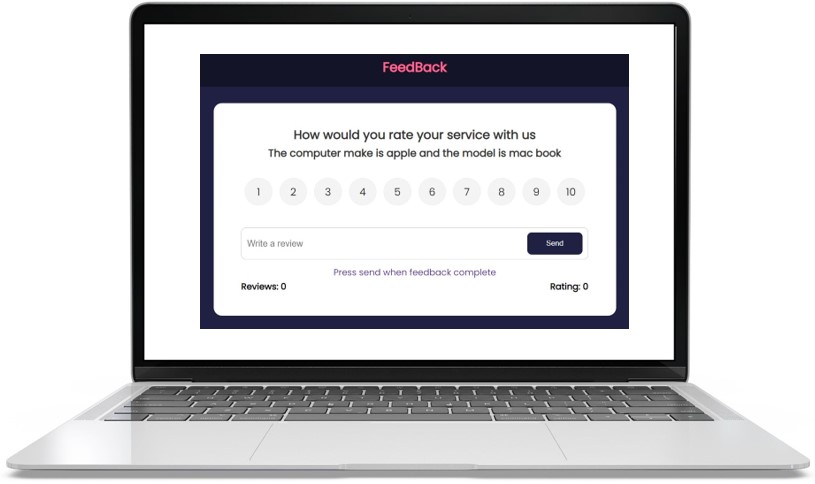 FeedBack
How would you rate your service with us
The computer make is apple and the model is mac book
1 2 3 4 5 6 7 8 9 10
Write a review
Send
Press send when feedback complete
Reviews: 0
Rating: 0